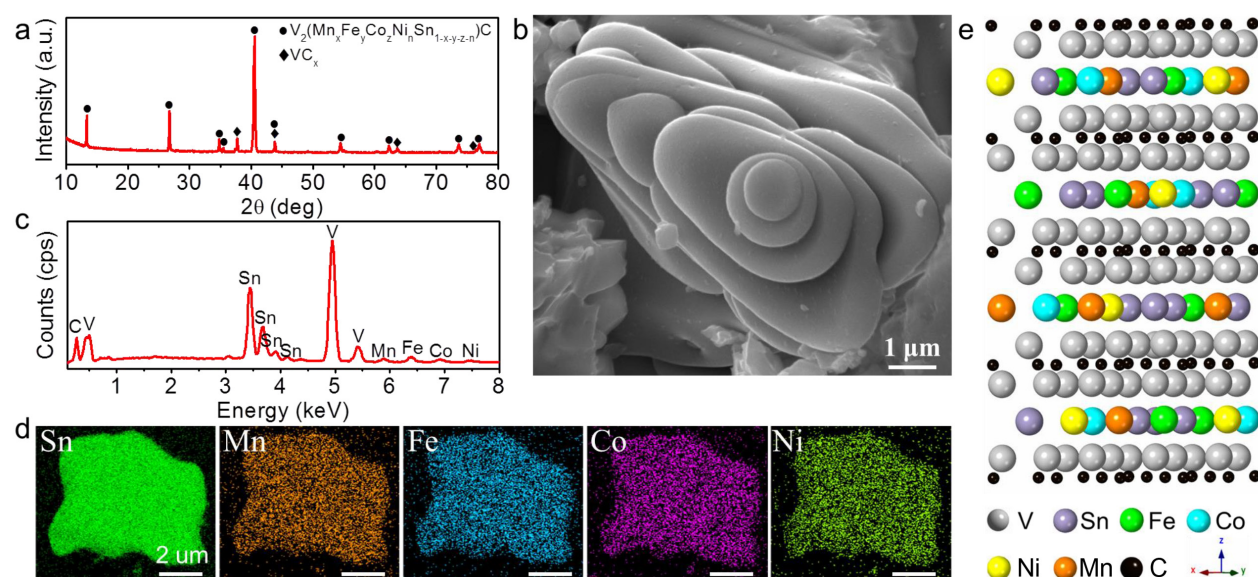 a
Intensity (a.u.)
V₂(MnₓFeᵧCo_zNiₙSn₁₋ₓ₋ᵧ₋z₋ₙ)C
VCₓ
10 20 30 40 50 60 70 80
2θ (deg)
b
1 μm
c
Counts (cps)
C V Sn Sn Sn Sn V V Mn Fe Co Ni
1 2 3 4 5 6 7 8
Energy (keV)
d
Sn Mn Fe Co Ni
2 um
e
V Sn Fe Co
Ni Mn C
z
x y